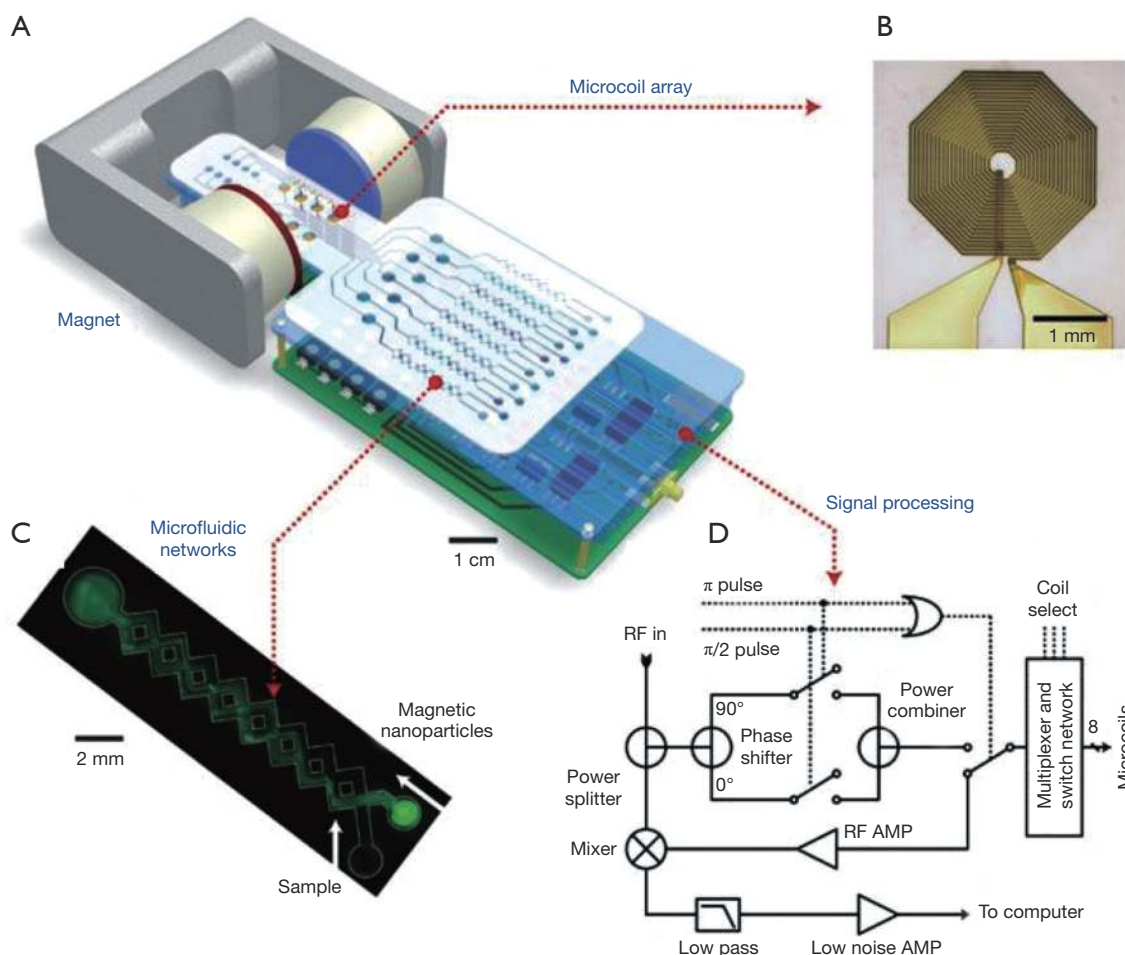 A
Microcoil array
Magnet
1 cm
B
1 mm
C
Microfluidic
networks
2 mm
Magnetic
nanoparticles
Sample
Signal processing
D
π pulse
π/2 pulse
RF in
Coil
select
90°
Phase
shifter
0°
Power
combiner
Power
splitter
Multiplexer and
switch network
8
Microcoils
Mixer
RF AMP
To computer
Low pass
Low noise AMP